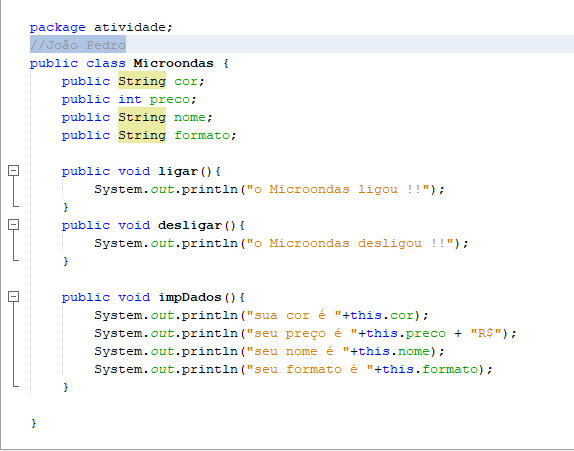 package atividade;
//João Pedro
public class Microondas {
public String cor;
public int preco;
public String nome;
public String formato;
public void ligar(){
System.out.println("o Microondas ligou !!");
}
public void desligar(){
System.out.println("o Microondas desligou !!");
}
public void impDados(){
System.out.println("sua cor é "+this.cor);
System.out.println("seu preço é "+this.preco + "R$");
System.out.println("seu nome é "+this.nome);
System.out.println("seu formato é "+this.formato);
}
}